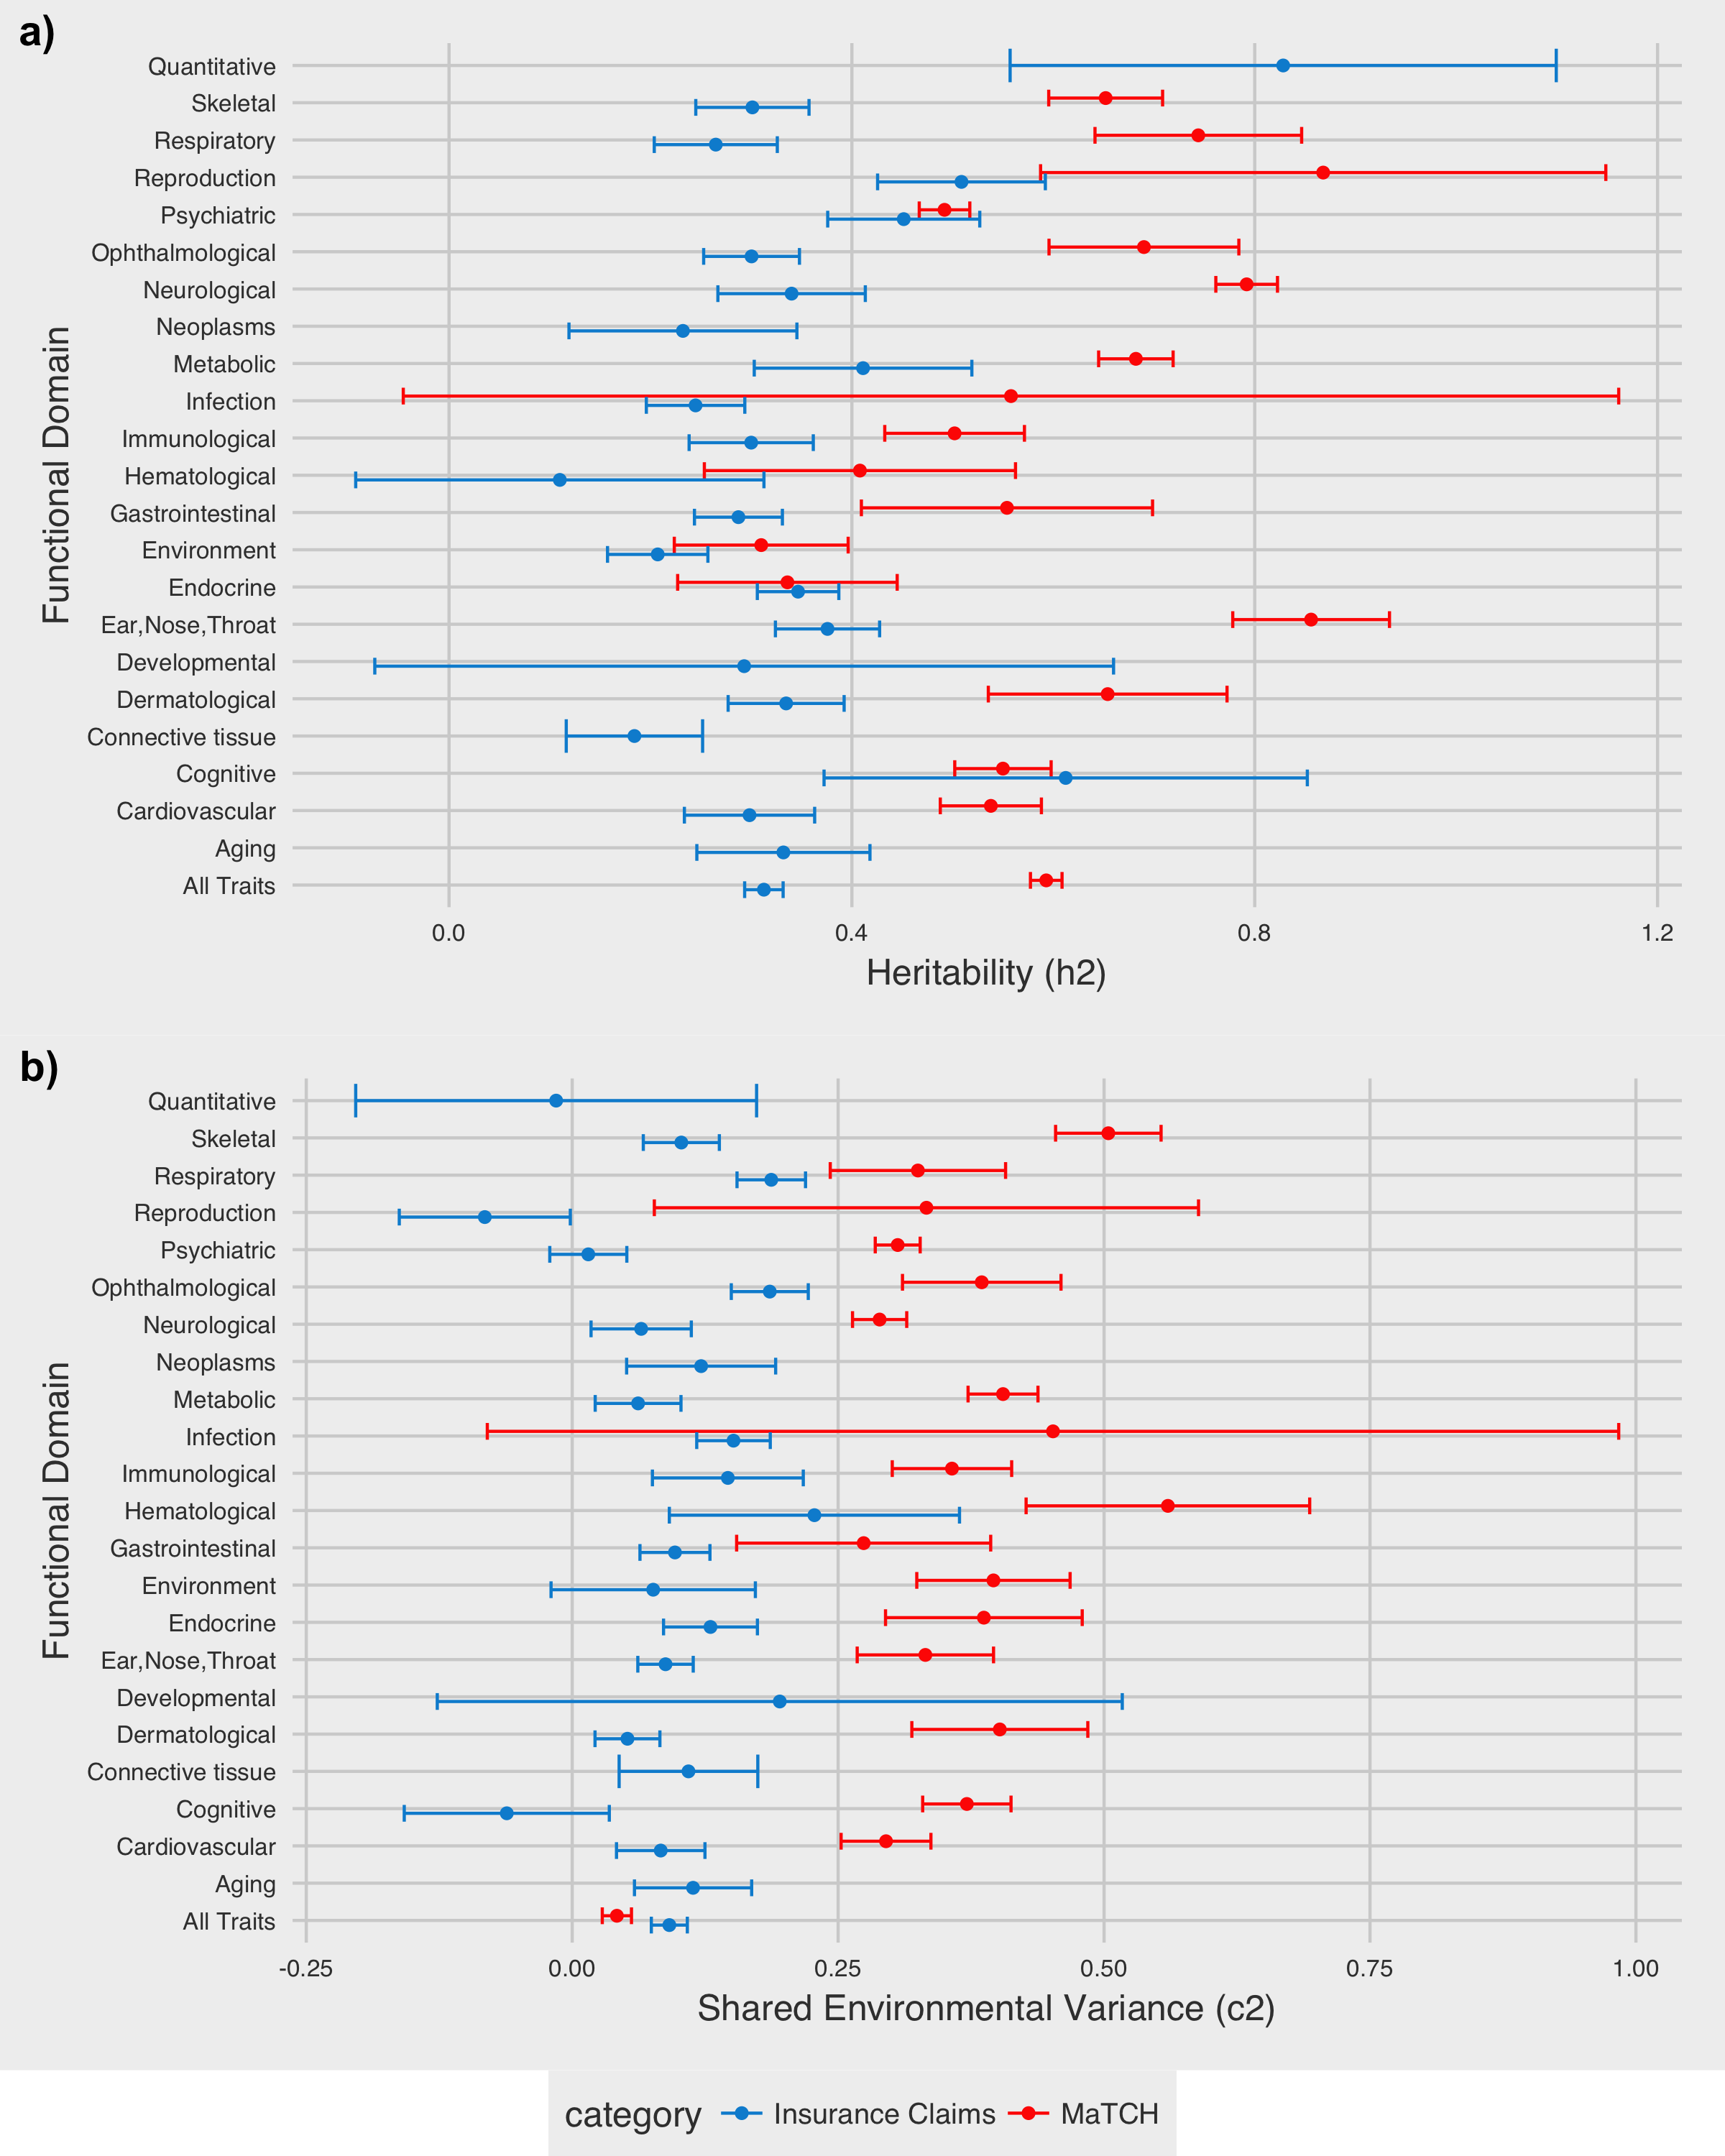 a)
Functional Domain
Quantitative
Skeletal
Respiratory
Reproduction
Psychiatric
Ophthalmological
Neurological
Neoplasms
Metabolic
Infection
Immunological
Hematological
Gastrointestinal
Environment
Endocrine
Ear,Nose,Throat
Developmental
Dermatological
Connective tissue
Cognitive
Cardiovascular
Aging
All Traits
0.0 0.4 0.8 1.2
Heritability (h2)
b)
Functional Domain
Quantitative
Skeletal
Respiratory
Reproduction
Psychiatric
Ophthalmological
Neurological
Neoplasms
Metabolic
Infection
Immunological
Hematological
Gastrointestinal
Environment
Endocrine
Ear,Nose,Throat
Developmental
Dermatological
Connective tissue
Cognitive
Cardiovascular
Aging
All Traits
-0.25 0.00 0.25 0.50 0.75 1.00
Shared Environmental Variance (c2)
category Insurance Claims MaTCH